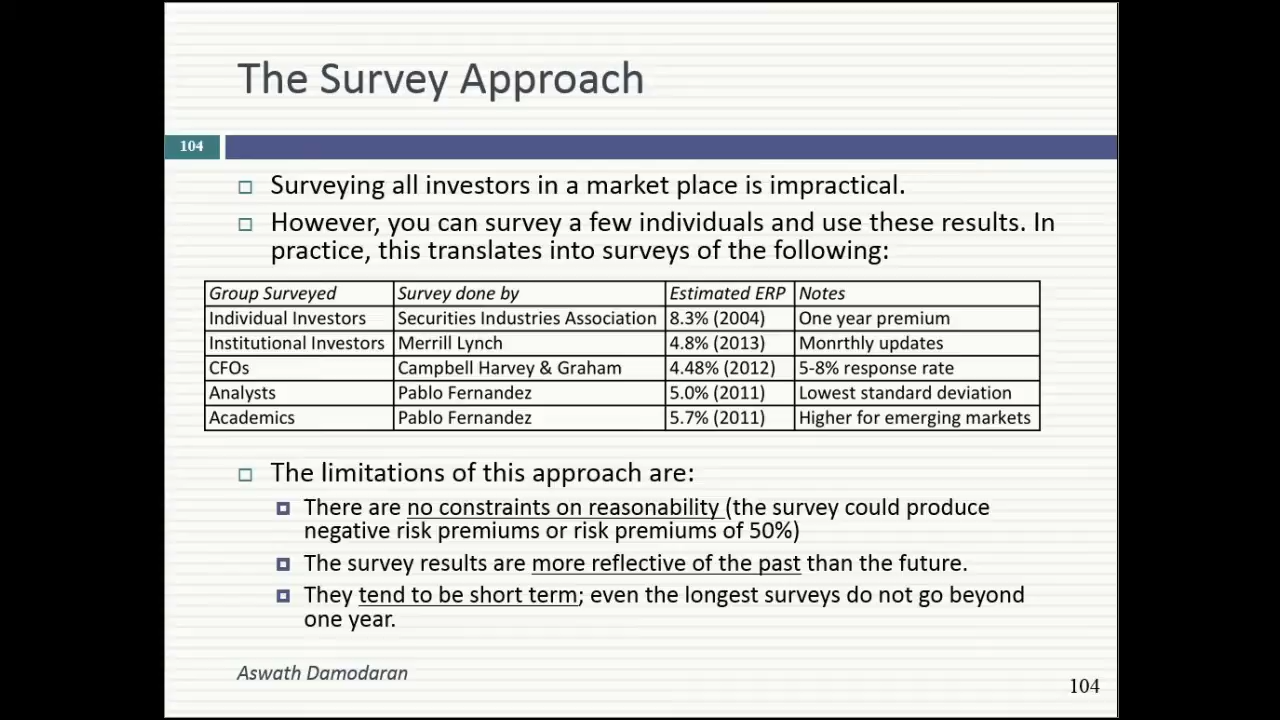 The Survey Approach
104
Surveying all investors in a market place is impractical.
However, you can survey a few individuals and use these results. In
practice, this translates into surveys of the following:
Group Surveyed Survey done by Estimated ERP Notes
Individual Investors Securities Industries Association 8.3% (2004) One year premium
Institutional Investors Merrill Lynch 4.8% (2013) Monrthly updates
CFOs Campbell Harvey & Graham 4.48% (2012) 5-8% response rate
Analysts Pablo Fernandez 5.0% (2011) Lowest standard deviation
Academics Pablo Fernandez 5.7% (2011) Higher for emerging markets
The limitations of this approach are:
There are no constraints on reasonability (the survey could produce
negative risk premiums or risk premiums of 50%)
The survey results are more reflective of the past than the future.
They tend to be short term; even the longest surveys do not go beyond
one year.
Aswath Damodaran
104